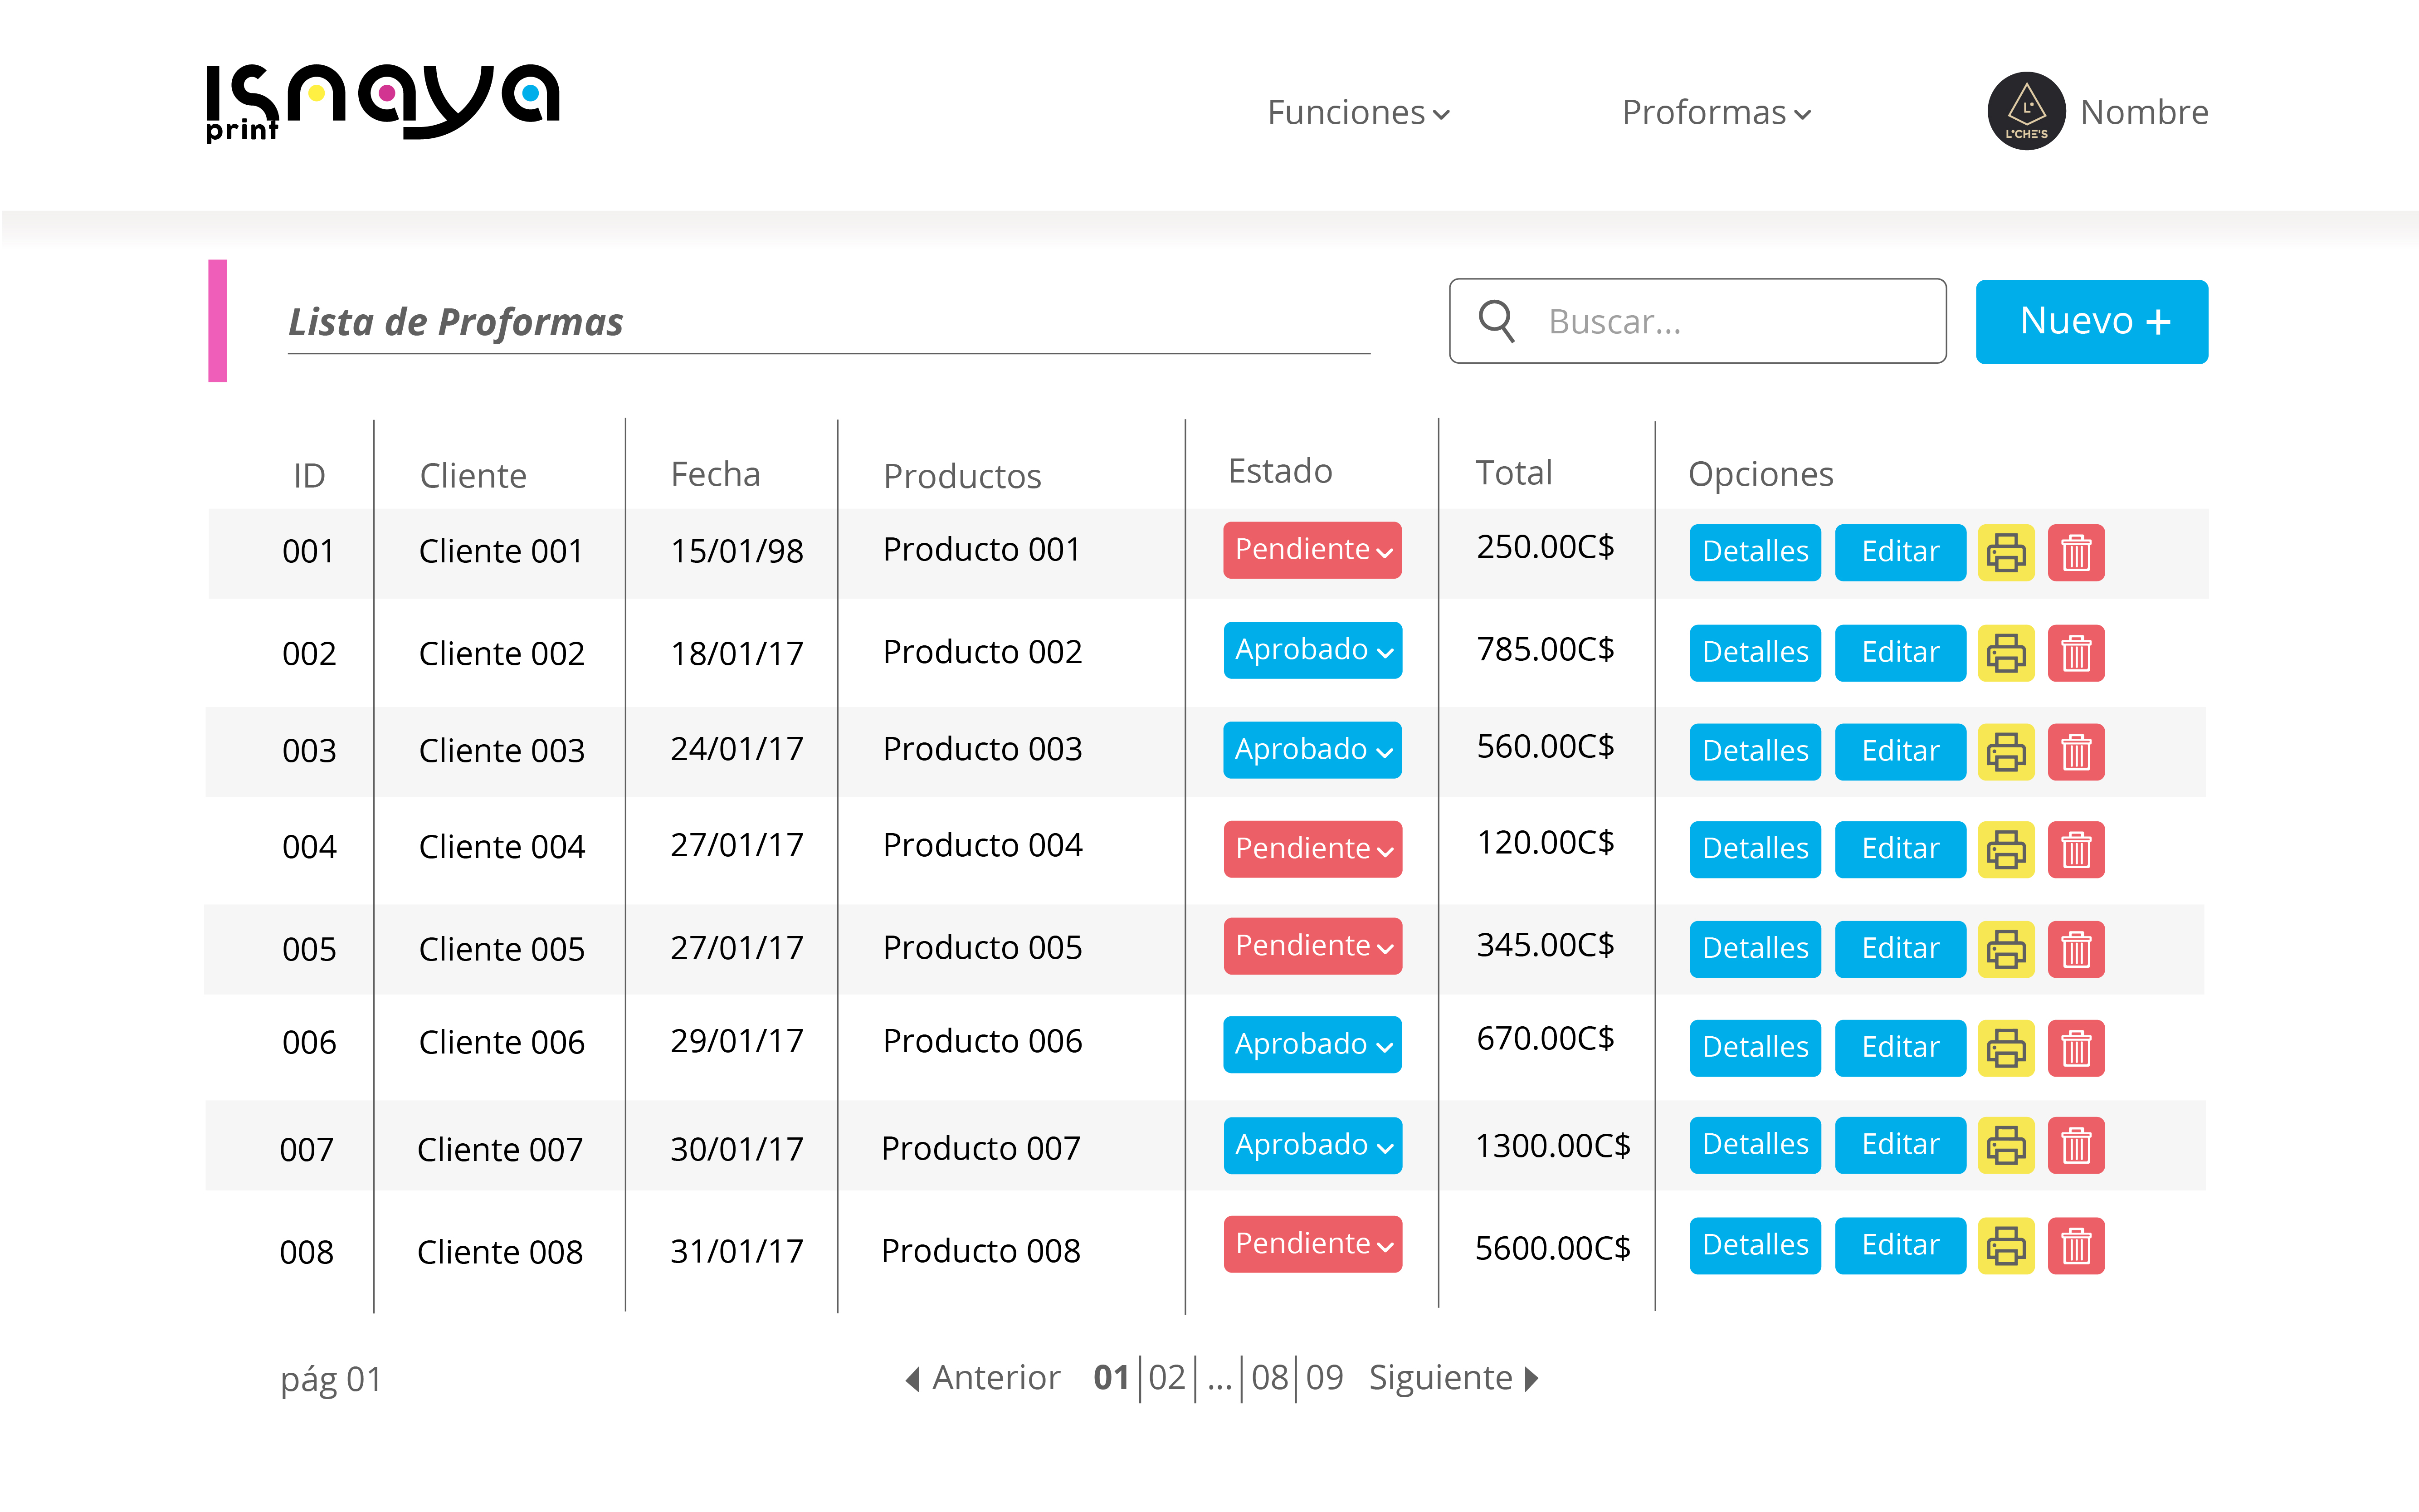 ısnaya
print
Funciones
Proformas
L'CHE'S
Nombre
Lista de Proformas
Buscar...
Nuevo +
ID Cliente Fecha Productos Estado Total Opciones
001 Cliente 001 15/01/98 Producto 001 Pendiente 250.00C$ Detalles Editar
002 Cliente 002 18/01/17 Producto 002 Aprobado 785.00C$ Detalles Editar
003 Cliente 003 24/01/17 Producto 003 Aprobado 560.00C$ Detalles Editar
004 Cliente 004 27/01/17 Producto 004 Pendiente 120.00C$ Detalles Editar
005 Cliente 005 27/01/17 Producto 005 Pendiente 345.00C$ Detalles Editar
006 Cliente 006 29/01/17 Producto 006 Aprobado 670.00C$ Detalles Editar
007 Cliente 007 30/01/17 Producto 007 Aprobado 1300.00C$ Detalles Editar
008 Cliente 008 31/01/17 Producto 008 Pendiente 5600.00C$ Detalles Editar
pág 01
Anterior 01|02|...|08|09 Siguiente